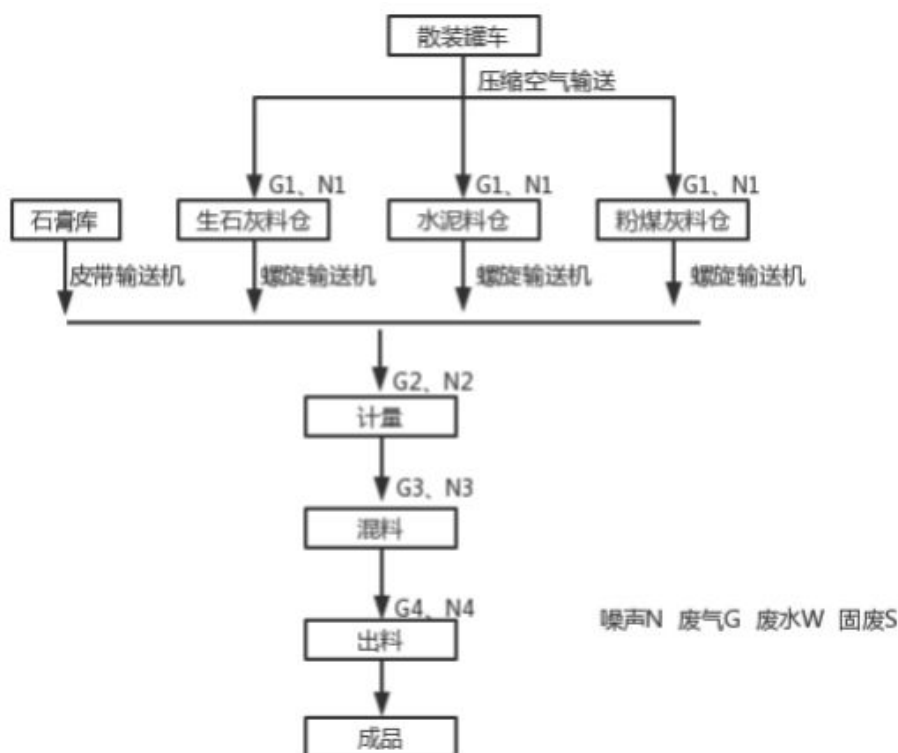 散装罐车
压缩空气输送
G1、N1 G1、N1 G1、N1
石膏库 生石灰料仓 水泥料仓 粉煤灰料仓
皮带输送机 螺旋输送机 螺旋输送机 螺旋输送机
G2、N2
计量
G3、N3
混料
G4、N4
噪声N 废气G 废水W 固废S
出料
成品